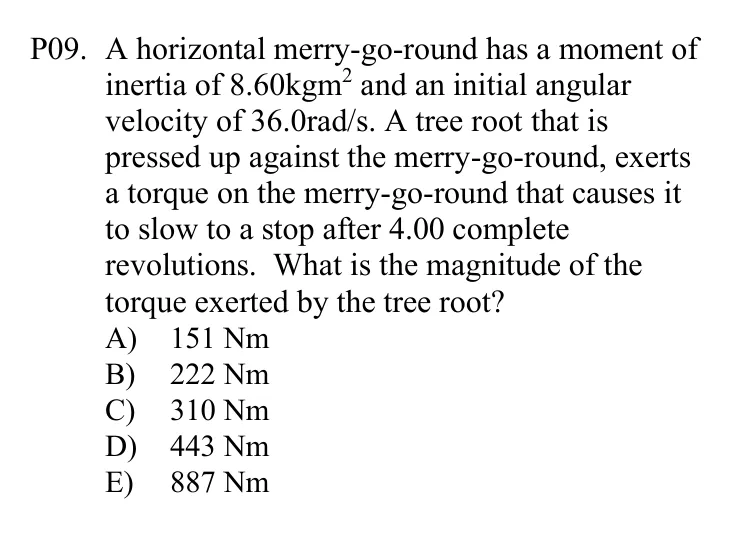 P09. A horizontal merry-go-round has a moment of
inertia of 8.60kgm² and an initial angular
velocity of 36.0rad/s. A tree root that is
pressed up against the merry-go-round, exerts
a torque on the merry-go-round that causes it
to slow to a stop after 4.00 complete
revolutions.  What is the magnitude of the
torque exerted by the tree root?
A) 151 Nm
B) 222 Nm
C) 310 Nm
D) 443 Nm
E) 887 Nm